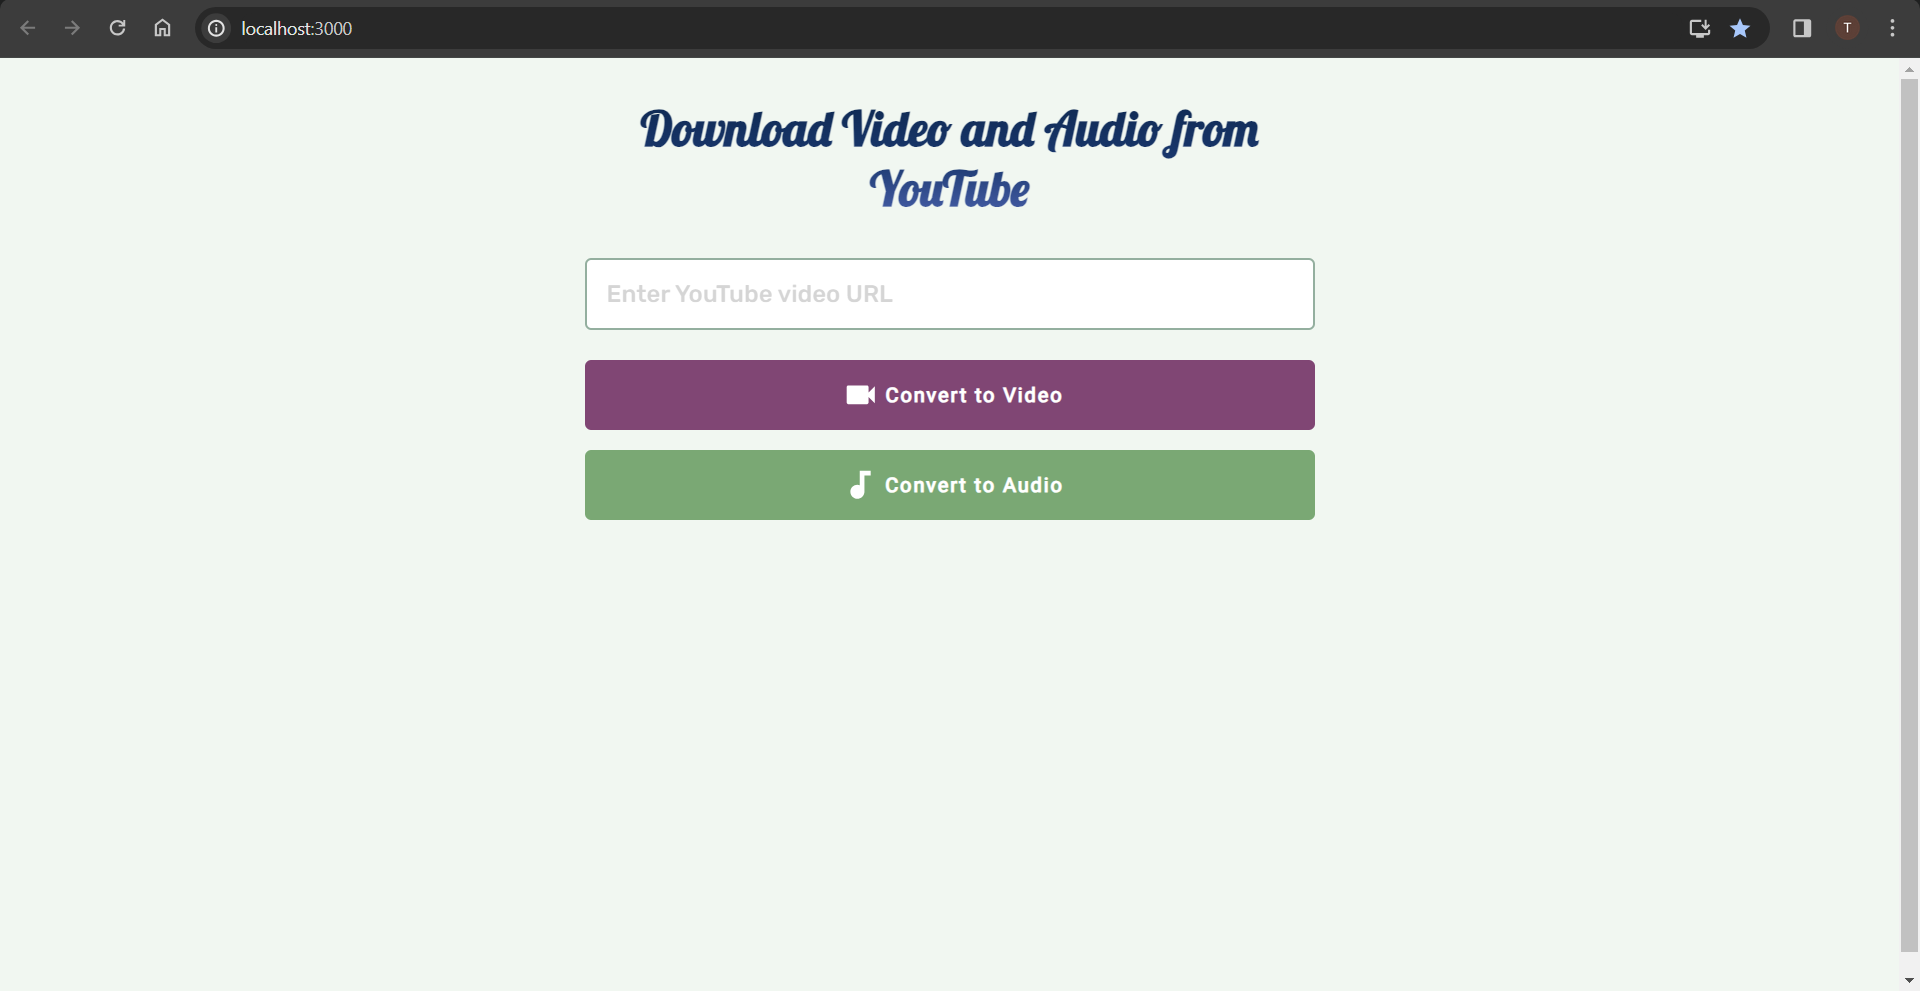 localhost:3000
T
Download Video and Audio from
YouTube
Enter YouTube video URL
Convert to Video
Convert to Audio